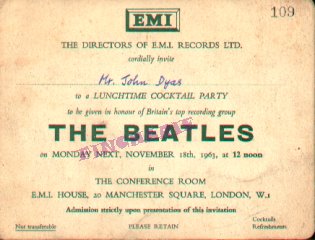 EMI
109
THE DIRECTORS OF E.M.I. RECORDS LTD.
cordially invite
Mr. John Dyas
to a LUNCHTIME COCKTAIL PARTY
to be given in honour of Britain's top recording group
THE BEATLES
on MONDAY NEXT, NOVEMBER 18th, 1963, at 12 noon
in
THE CONFERENCE ROOM
E.M.I. HOUSE, 20 MANCHESTER SQUARE, LONDON, W.1
Admission strictly upon presentation of this invitation
Not transferable
PLEASE RETAIN
Cocktails
Refreshments